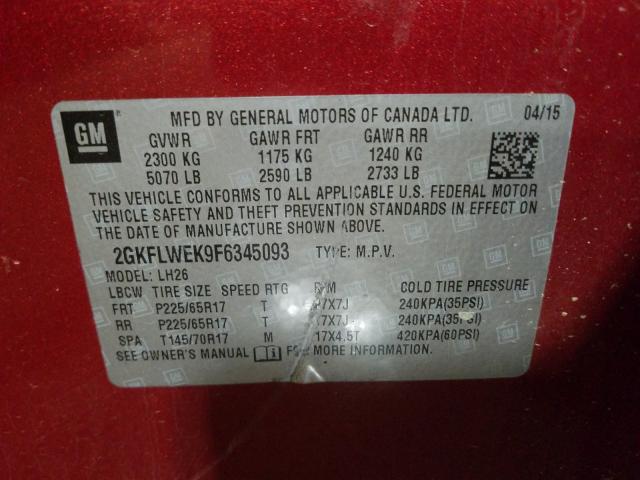 GM
MFD BY GENERAL MOTORS OF CANADA LTD. 04/15
GVWR GAWR FRT GAWR RR
2300 KG 1175 KG 1240 KG
5070 LB 2590 LB 2733 LB
THIS VEHICLE CONFORMS TO ALL APPLICABLE U.S. FEDERAL MOTOR
VEHICLE SAFETY AND THEFT PREVENTION STANDARDS IN EFFECT ON
THE DATE OF MANUFACTURE SHOWN ABOVE.
2GKFLWEK9F6345093 TYPE: M.P.V.
MODEL: LH26
LBCW TIRE SIZE SPEED RTG RIM COLD TIRE PRESSURE
FRT P225/65R17 T 17X7J 240KPA(35PSI)
RR P225/65R17 T 17X7J 240KPA(35PSI)
SPA T145/70R17 M 17X4.5T 420KPA(60PSI)
SEE OWNER'S MANUAL FOR MORE INFORMATION